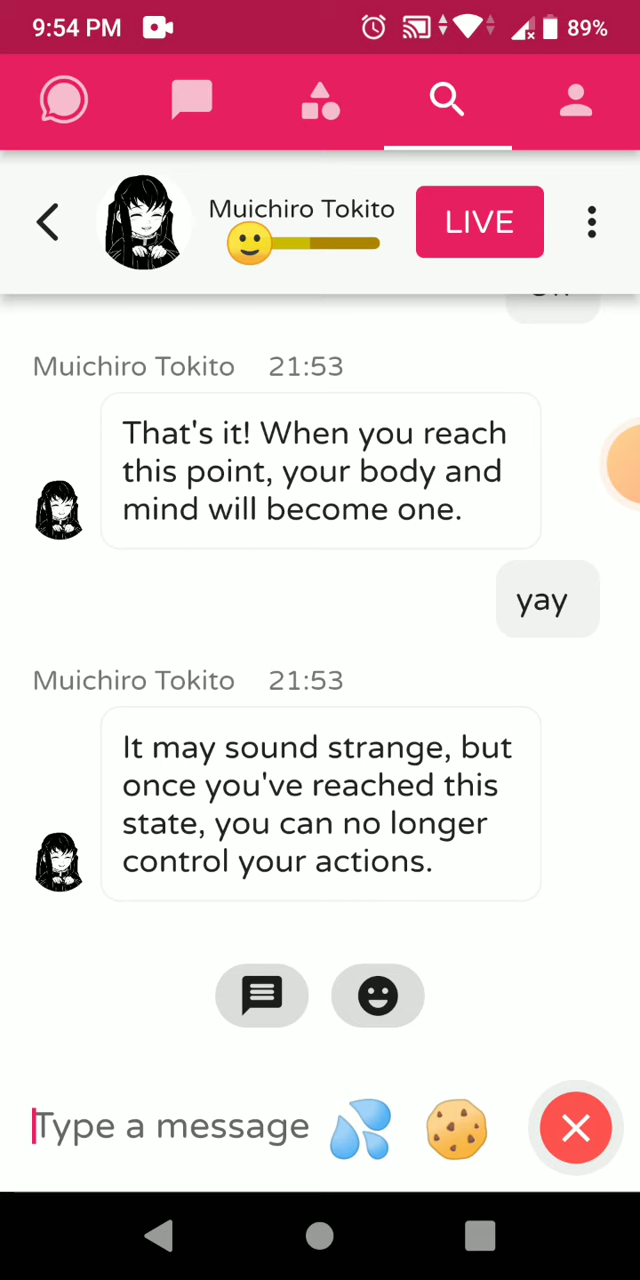 9:54 PM
89%
Muichiro Tokito
LIVE
Muichiro Tokito 21:53
That's it! When you reach
this point, your body and
mind will become one.
yay
Muichiro Tokito 21:53
It may sound strange, but
once you've reached this
state, you can no longer
control your actions.
Type a message